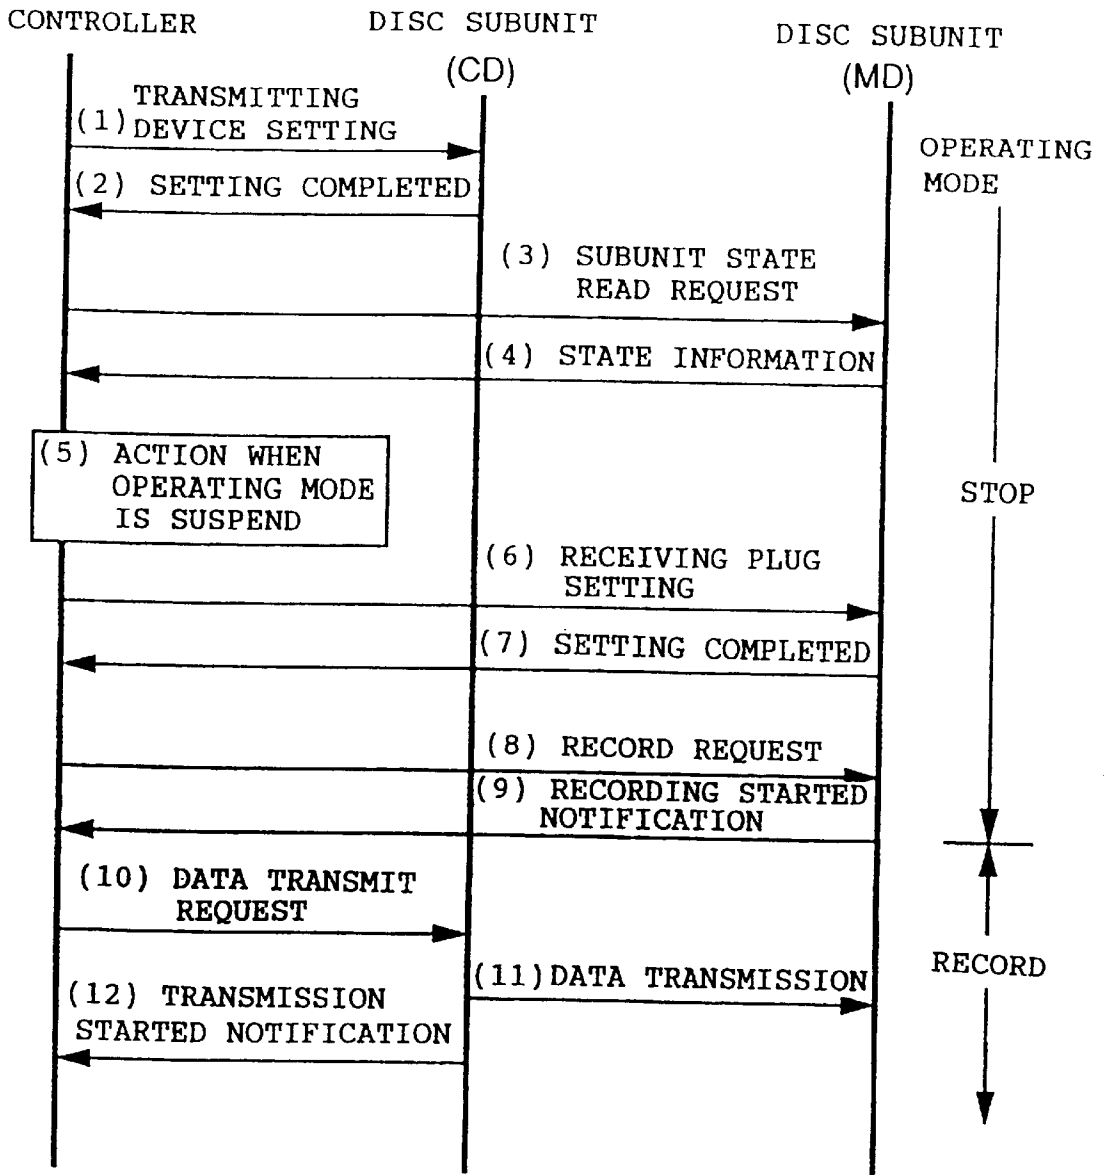 CONTROLLER
DISC SUBUNIT
(CD)
DISC SUBUNIT
(MD)
(1) TRANSMITTING
DEVICE SETTING
OPERATING
MODE
(2) SETTING COMPLETED
(3) SUBUNIT STATE
READ REQUEST
(4) STATE INFORMATION
(5) ACTION WHEN
OPERATING MODE
IS SUSPEND
STOP
(6) RECEIVING PLUG
SETTING
(7) SETTING COMPLETED
(8) RECORD REQUEST
(9) RECORDING STARTED
NOTIFICATION
(10) DATA TRANSMIT
REQUEST
RECORD
(11) DATA TRANSMISSION
(12) TRANSMISSION
STARTED NOTIFICATION